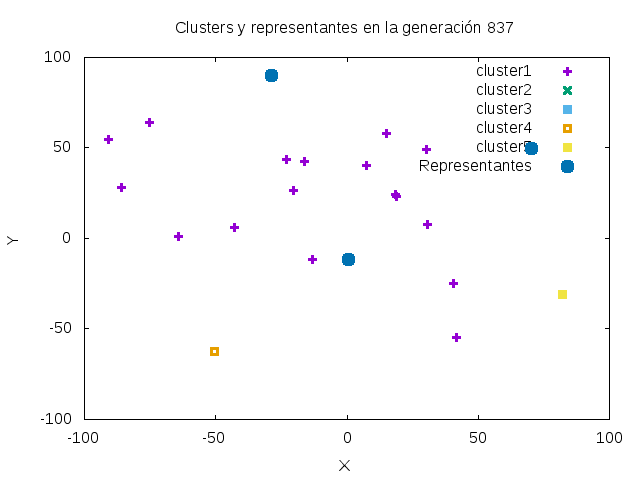 Clusters y representantes en la generación 837
100
50
0
-50
-100
-100
-50
0
50
100
X
Y
cluster1
cluster2
cluster3
cluster4
cluster5
Representantes